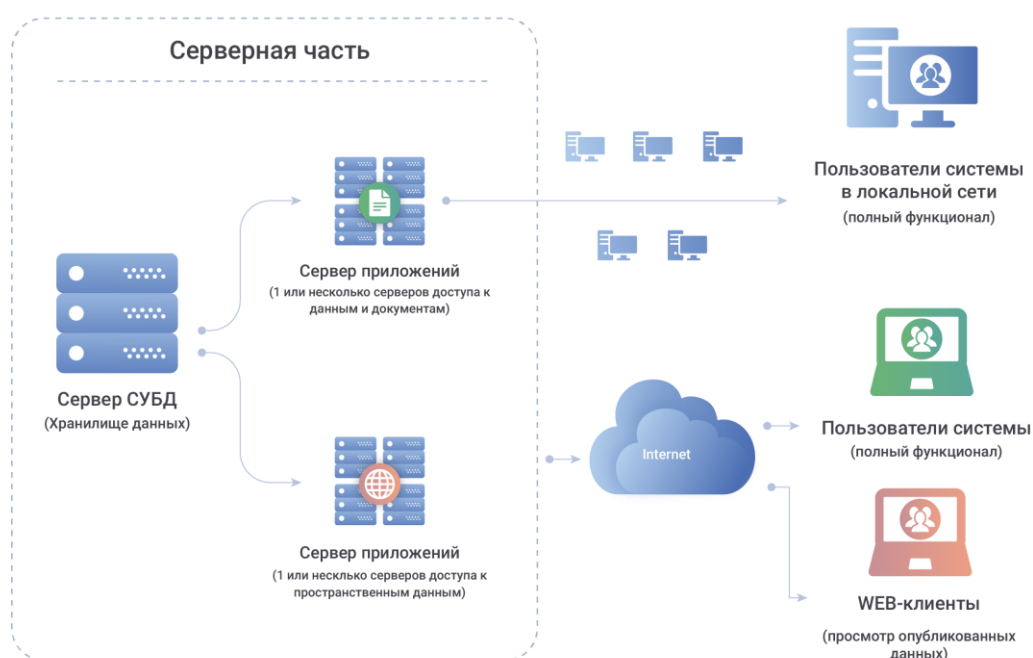 Серверная часть
Сервер СУБД
(Хранилище данных)
Сервер приложений
(1 или несколько серверов доступа к
данным и документам)
Сервер приложений
(1 или несклько серверов доступа к
пространственным данным)
Internet
Пользователи системы
в локальной сети
(полный функционал)
Пользователи системы
(полный функционал)
WEB-клиенты
(просмотр опубликованных
данных)